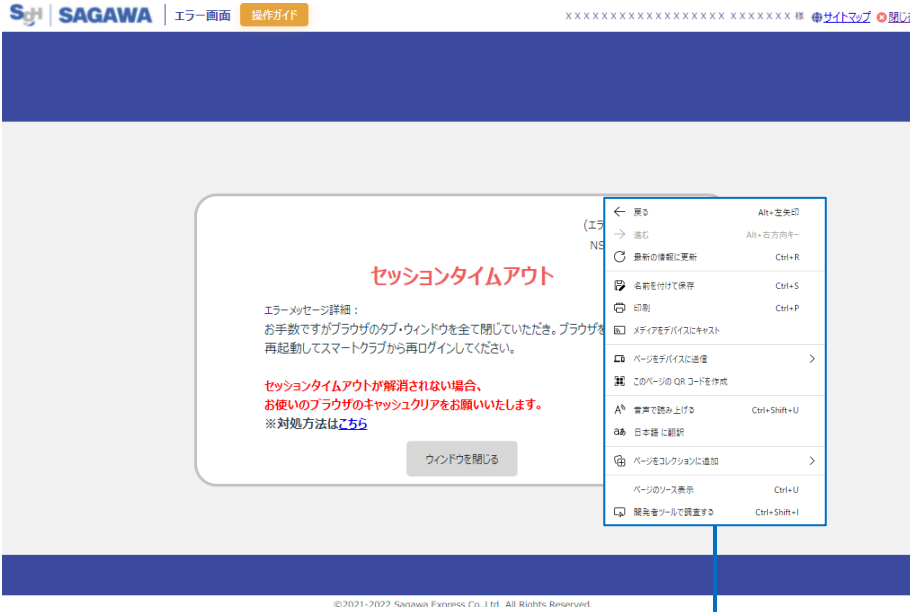 SGH SAGAWA エラー画面 操作ガイド XXXXXXXXXXXXXXXXXX XXXXXXX 様 サイトマップ 閉じ
(エラ
NS
セッションタイムアウト
エラーメッセージ詳細：
お手数ですがブラウザのタブ・ウィンドウを全て閉じていただき。ブラウザを
再起動してスマートクラブから再ログインしてください。
セッションタイムアウトが解消されない場合、
お使いのブラウザのキャッシュクリアをお願いいたします。
※対処方法はこちら
ウィンドウを閉じる
戻る Alt+左矢印
進む Alt+右方向キー
最新の情報に更新 Ctrl+R
名前を付けて保存 Ctrl+S
印刷 Ctrl+P
メディアをデバイスにキャスト
ページをデバイスに送信
このページの QR コードを作成
音声で読み上げる Ctrl+Shift+U
日本語 に翻訳
ページをコレクションに追加
ページのソース表示 Ctrl+U
開発者ツールで調査する Ctrl+Shift+I
©2021-2022 Sagawa Express Co.,Ltd. All Rights Reserved.